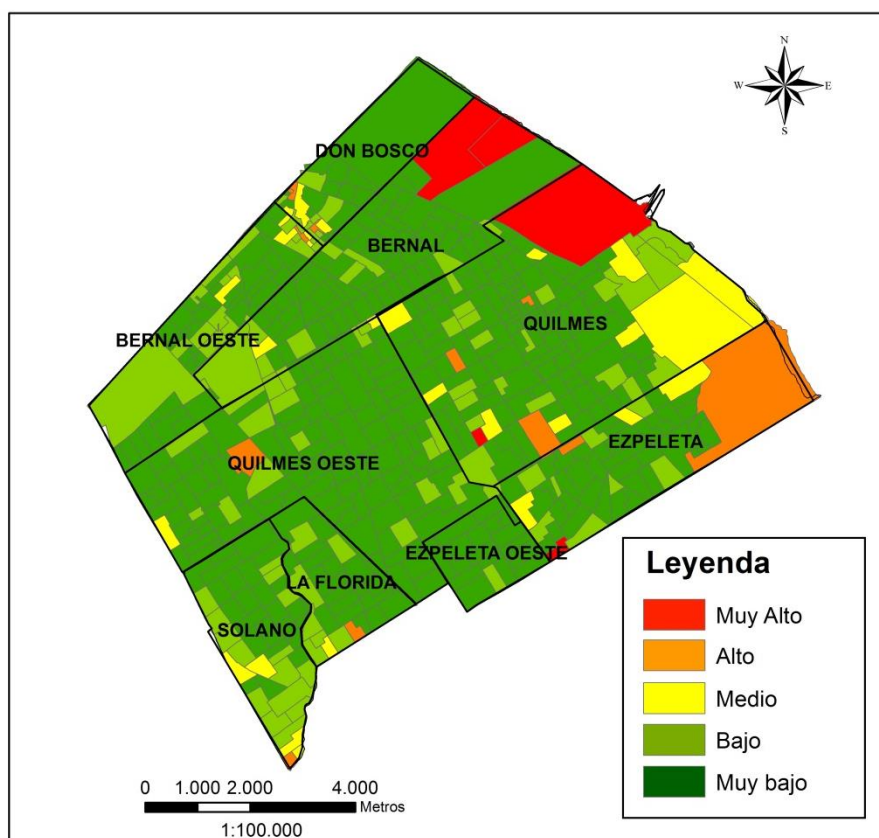 N
W E
S
DON BOSCO
BERNAL
QUILMES
BERNAL OESTE
EZPELETA
QUILMES OESTE
EZPELETA OESTE
LA FLORIDA
SOLANO
Leyenda
Muy Alto
Alto
Medio
Bajo
Muy bajo
0 1.000 2.000 4.000
Metros
1:100.000